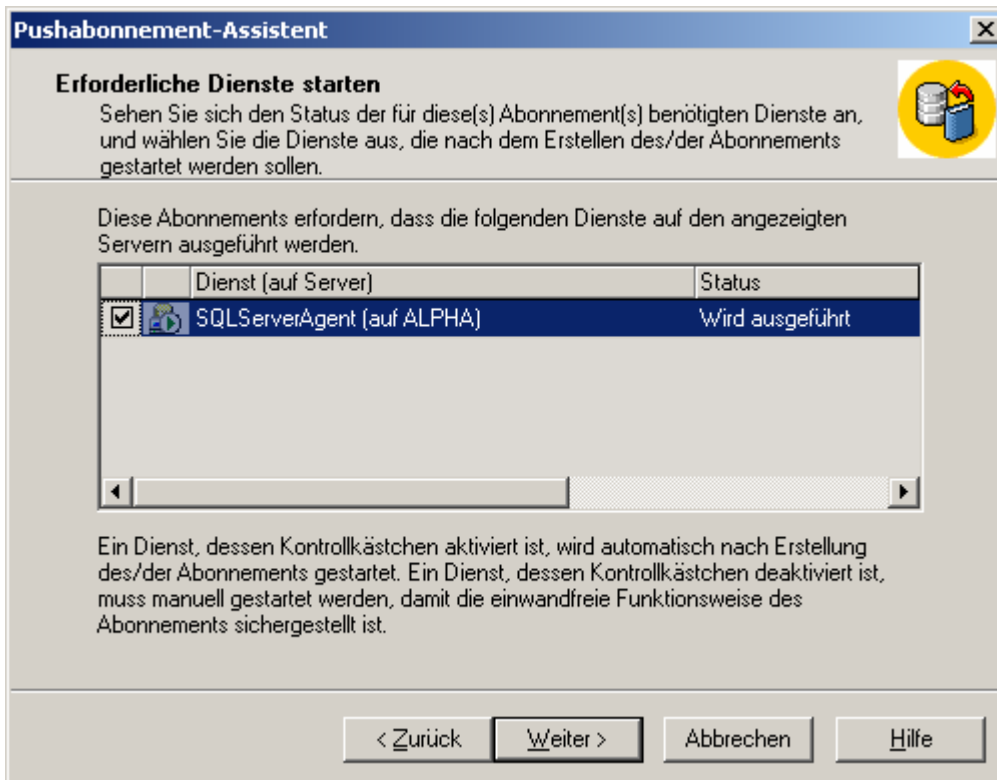 Pushabonnement-Assistent
Erforderliche Dienste starten
Sehen Sie sich den Status der für diese(s) Abonnement(s) benötigten Dienste an,
und wählen Sie die Dienste aus, die nach dem Erstellen des/der Abonnements
gestartet werden sollen.
Diese Abonnements erfordern, dass die folgenden Dienste auf den angezeigten
Servern ausgeführt werden.
Dienst (auf Server) Status
SQLServerAgent (auf ALPHA) Wird ausgeführt
Ein Dienst, dessen Kontrollkästchen aktiviert ist, wird automatisch nach Erstellung
des/der Abonnements gestartet. Ein Dienst, dessen Kontrollkästchen deaktiviert ist,
muss manuell gestartet werden, damit die einwandfreie Funktionsweise des
Abonnements sichergestellt ist.
< Zurück Weiter > Abbrechen Hilfe